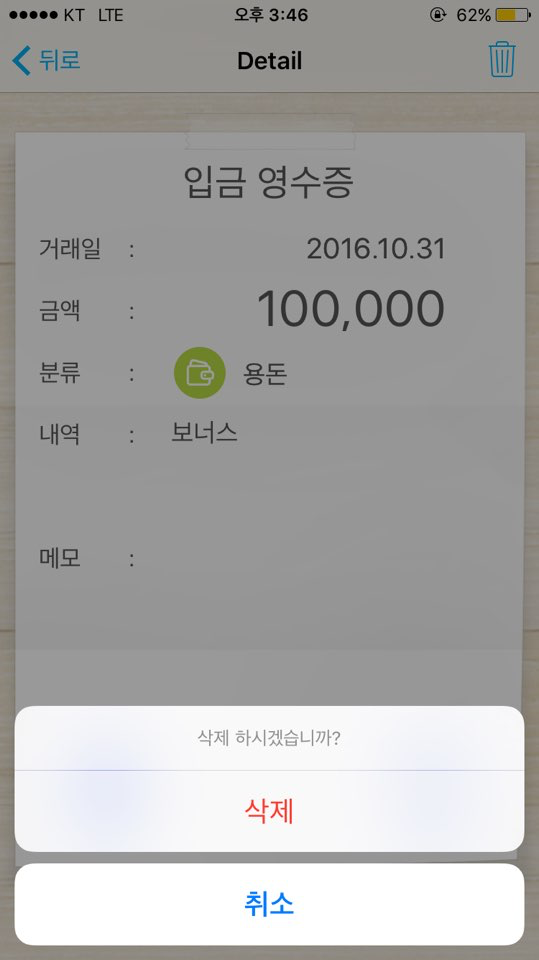 KT LTE 오후 3:46 62%
뒤로 Detail
입금 영수증
거래일 : 2016.10.31
금액 : 100,000
분류 : 용돈
내역 : 보너스
메모 :
삭제 하시겠습니까?
삭제
취소